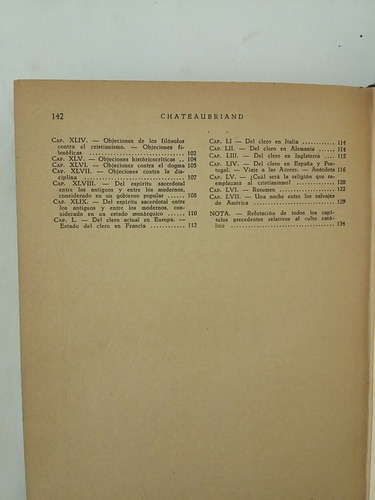 142
CHATEAUBRIAND
CAP. XLIV. — Objeciones de los filósofos
contra el cristianismo. — Objeciones fi-
losóficas ........ 102
CAP. XLV. — Objeciones históricocríticas .. 104
CAP. XLVI. — Objeciones contra el dogma 105
CAP. XLVII. — Objeciones contra la dis-
ciplina ........ 107
CAP. XLVIII. — Del espíritu sacerdotal
entre los antiguos y entre los modernos,
considerado en un gobierno popular .... 108
CAP. XLIX. — Del espíritu sacerdotal entre
los antiguos y entre los modernos, con-
siderado en un estado monárquico ...... 110
CAP. L. — Del clero actual en Europa. —
Estado del clero en Francia ........ 112
CAP. LI — Del clero en Italia ........ 114
CAP. LII. — Del clero en Alemania .... 114
CAP. LIII. — Del clero en Inglaterra .... 115
CAP. LIV. — Del clero en España y Por-
tugal. — Viaje a las Azores. — Anécdota 116
CAP. LV. — ¿Cuál será la religión que re-
emplazará al cristianismo? ........ 120
CAP. LVI. — Resumen ........ 122
CAP. LVII. — Una noche entre los salvajes
de América ........ 129
NOTA. — Refutación de todos los capí-
tulos precedentes relativos al culto cató-
lico ........ 134